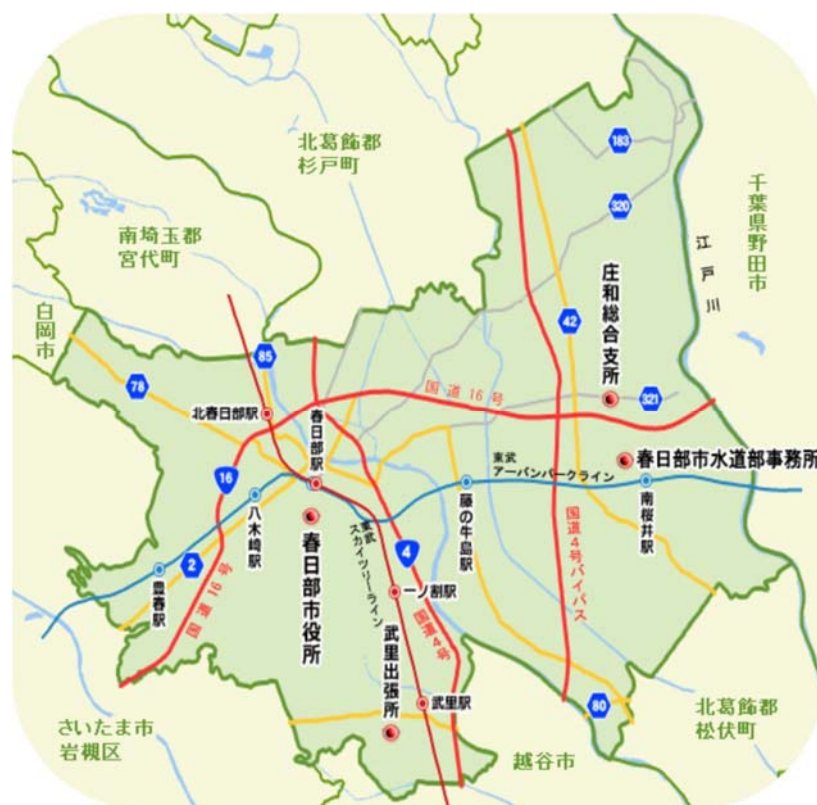 北葛飾郡
杉戸町
183
320
千葉県野田市
江戸川
南埼玉郡
宮代町
庄和総合支所
白岡市
42
85
78
国道16号
321
北春日部駅
春日部駅
東武
アーバンパークライン
春日部市水道部事務所
16
八木崎駅
藤の牛島駅
南桜井駅
東武
スカイツリーライン
4
国道4号バイパス
2
豊春駅
国道16号
春日部市役所
一ノ割駅
国道4号
武里出張所
武里駅
80
北葛飾郡
松伏町
さいたま市
岩槻区
越谷市